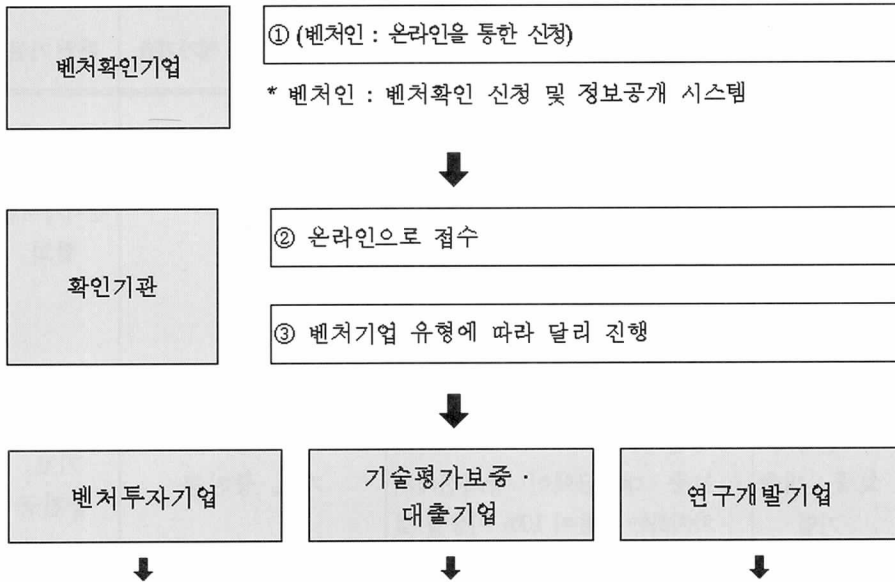 벤처확인기업
① (벤처인 : 온라인을 통한 신청)
* 벤처인 : 벤처확인 신청 및 정보공개 시스템
확인기관
② 온라인으로 접수
③ 벤처기업 유형에 따라 달리 진행
벤처투자기업
기술평가보증 ·
대출기업
연구개발기업